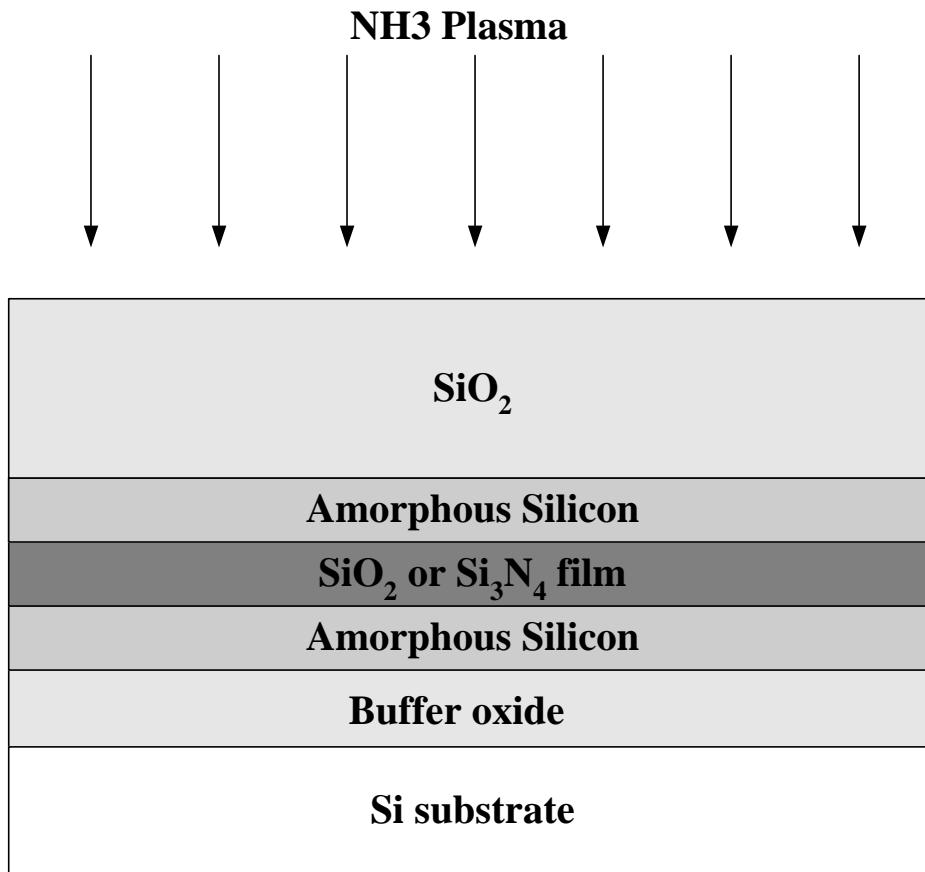 NH3 Plasma
SiO₂
Amorphous Silicon
SiO₂ or Si₃N₄ film
Amorphous Silicon
Buffer oxide
Si substrate